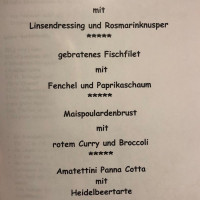 mit
Linsendressing und Rosmarinknusper
*****
gebratenes Fischfilet
mit
Fenchel und Paprikaschaum
*****
Maispoulardenbrust
mit
rotem Curry und Broccoli
*****
Amatettini Panna Cotta
mit
Heidelbeertarte